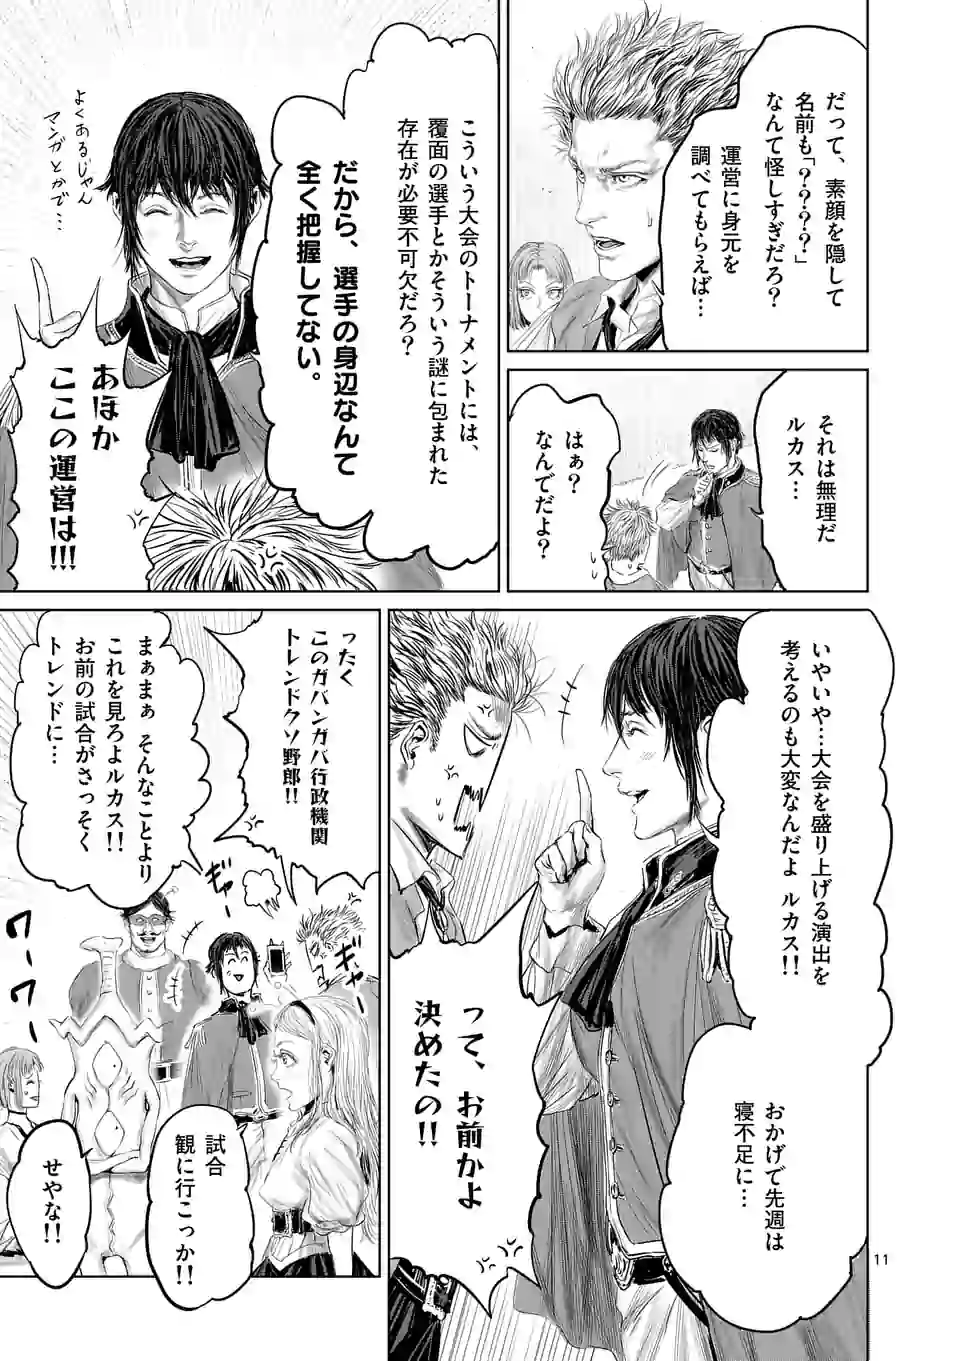 だって、素顔を隠して
名前も「????」
なんて怪しすぎだろ?
運営に身元を
調べてもらえば…
それは無理だ
ルカス…
はぁ?
なんでだよ?
こういう大会のトーナメントには、
覆面の選手とかそういう謎に包まれた
存在が必要不可欠だろ?
だから、選手の身辺なんて
全く把握してない。
よくあるじゃん
マンガとかで…
あほか
ここの運営は!!!
いやいや…大会を盛り上げる演出を
考えるのも大変なんだよ ルカス!!
おかげで先週は
寝不足に…
って、お前かよ
決めたの!!
ったく
このガバンガバ行政機関
トレンドクソ野郎!!
まぁまぁ そんなことより
これを見ろよルカス!!
お前の試合がさっそく
トレンドに…
ギャーギャー
ワーワー
試合
観に行こっか!!
せやな!!
11